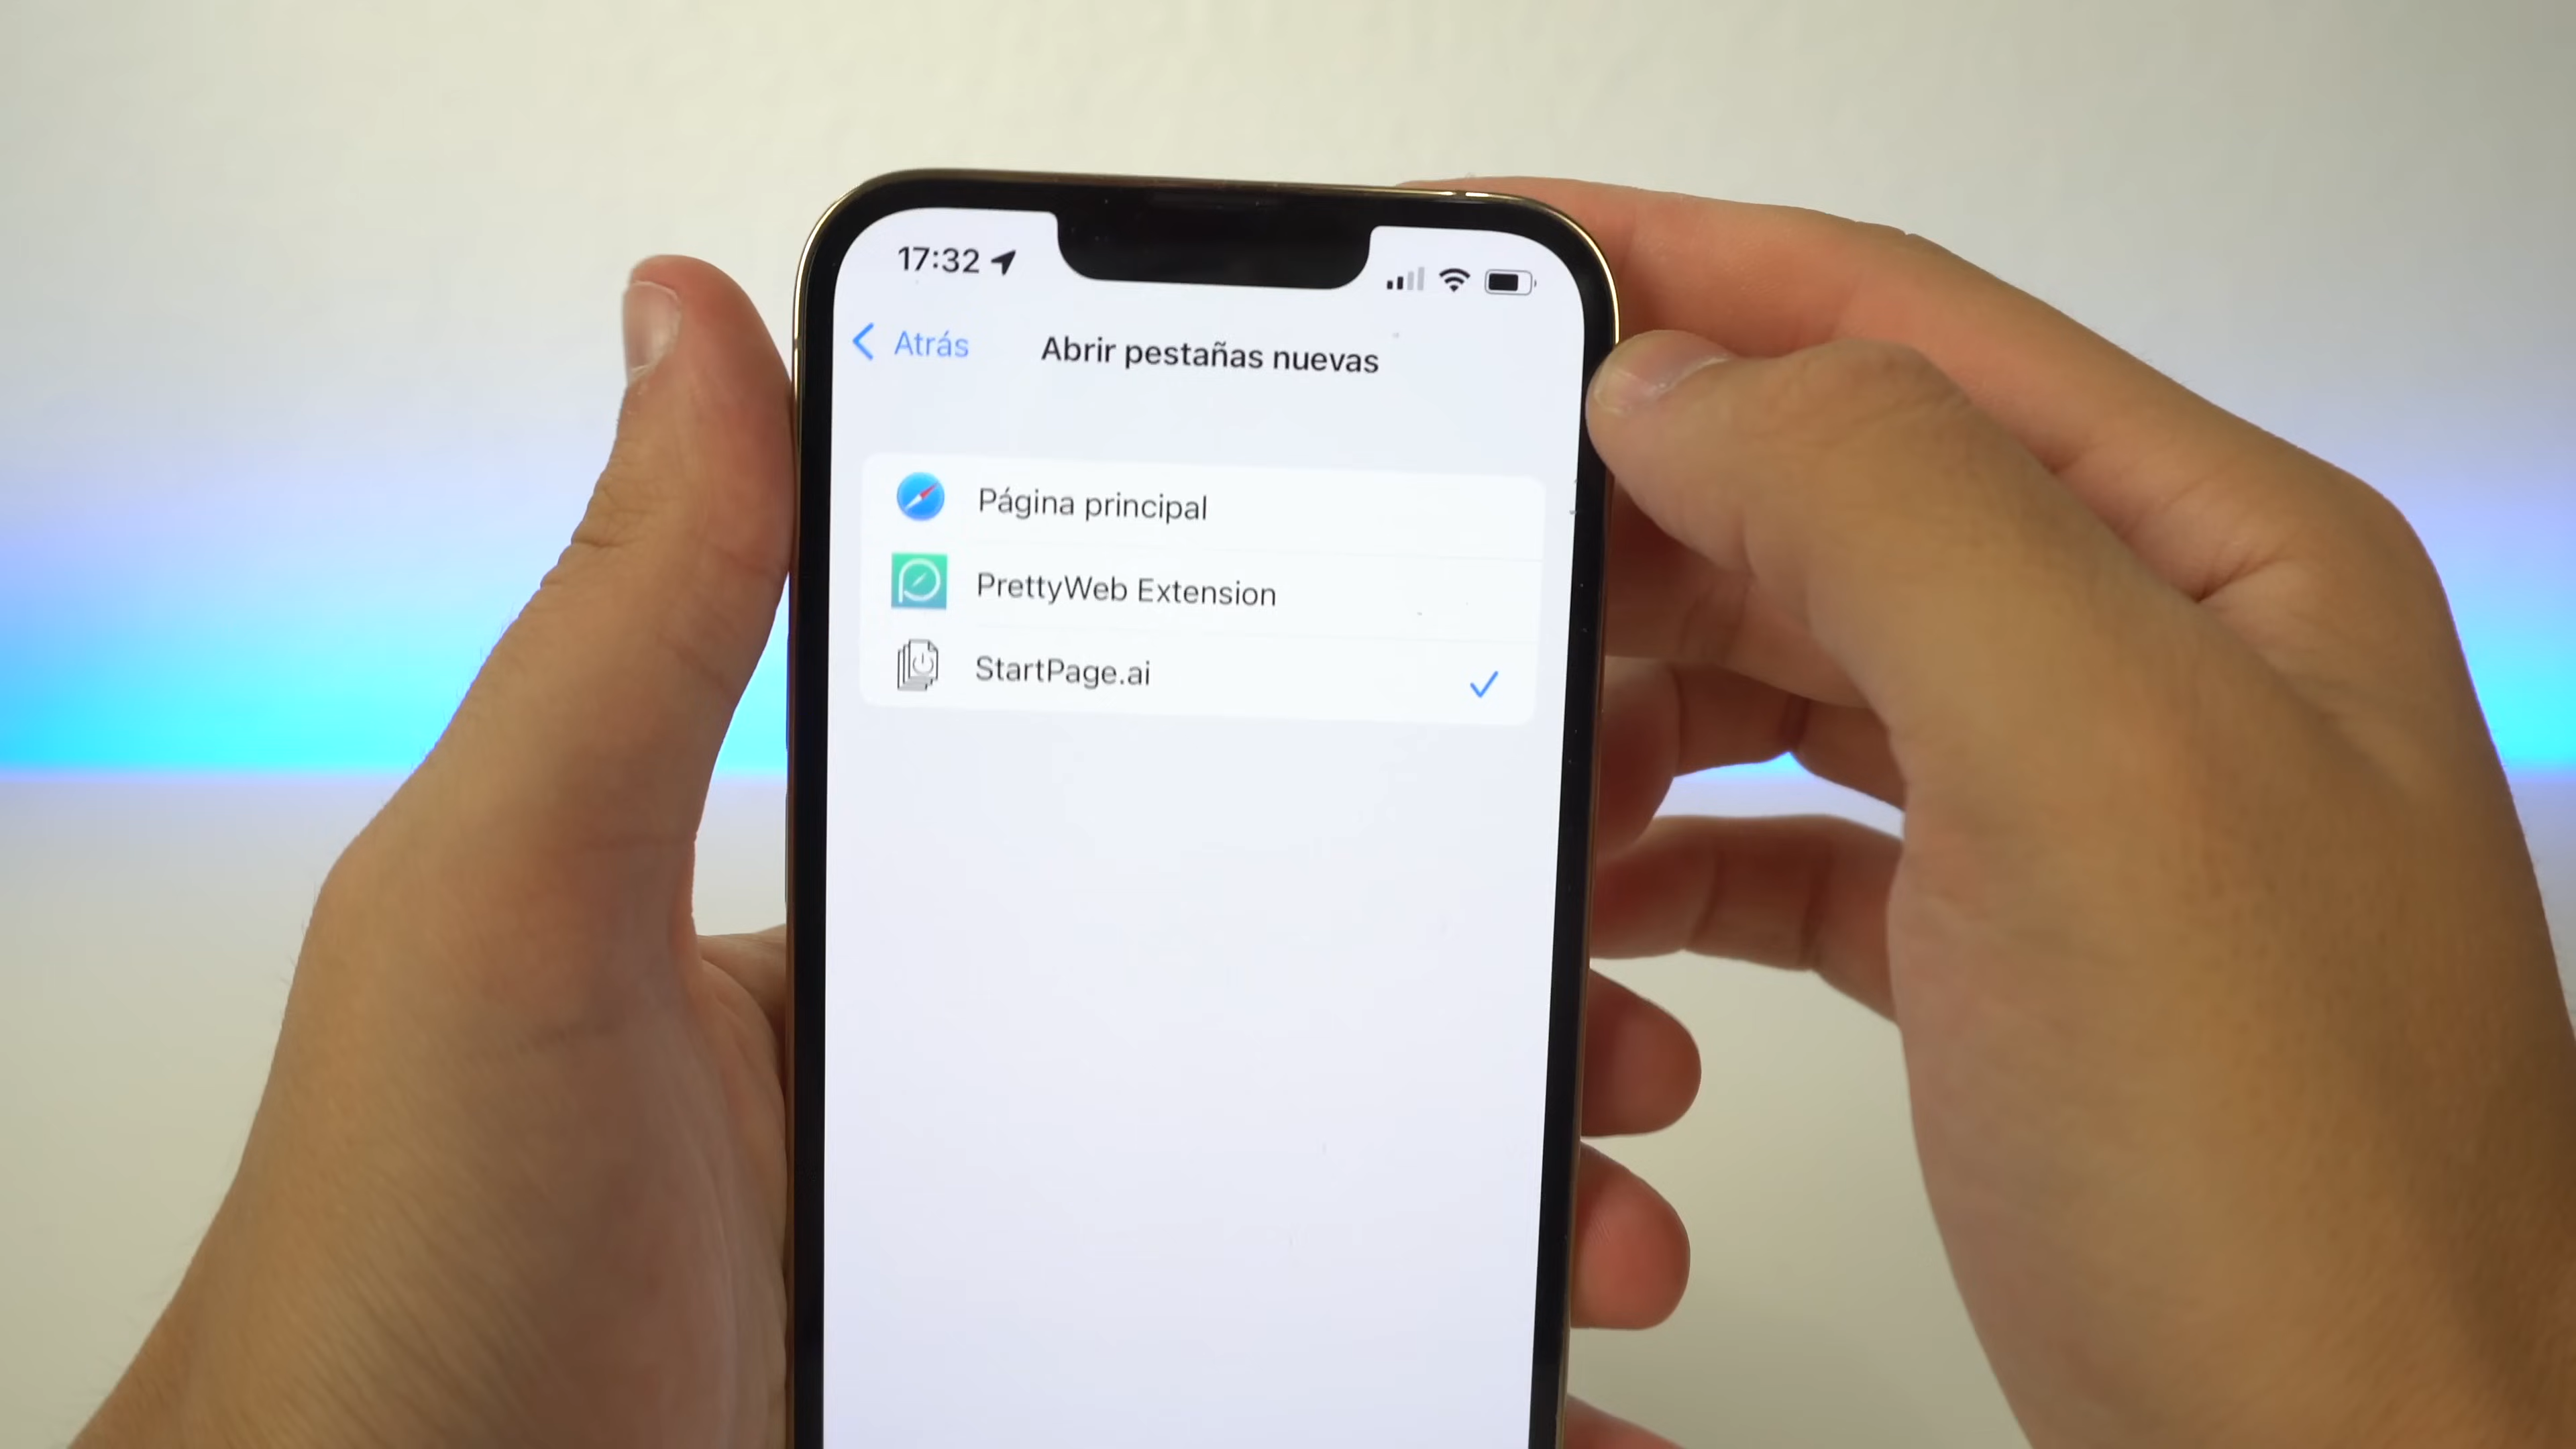 17:32
Atrás
Abrir pestañas nuevas
Página principal
PrettyWeb Extension
StartPage.ai